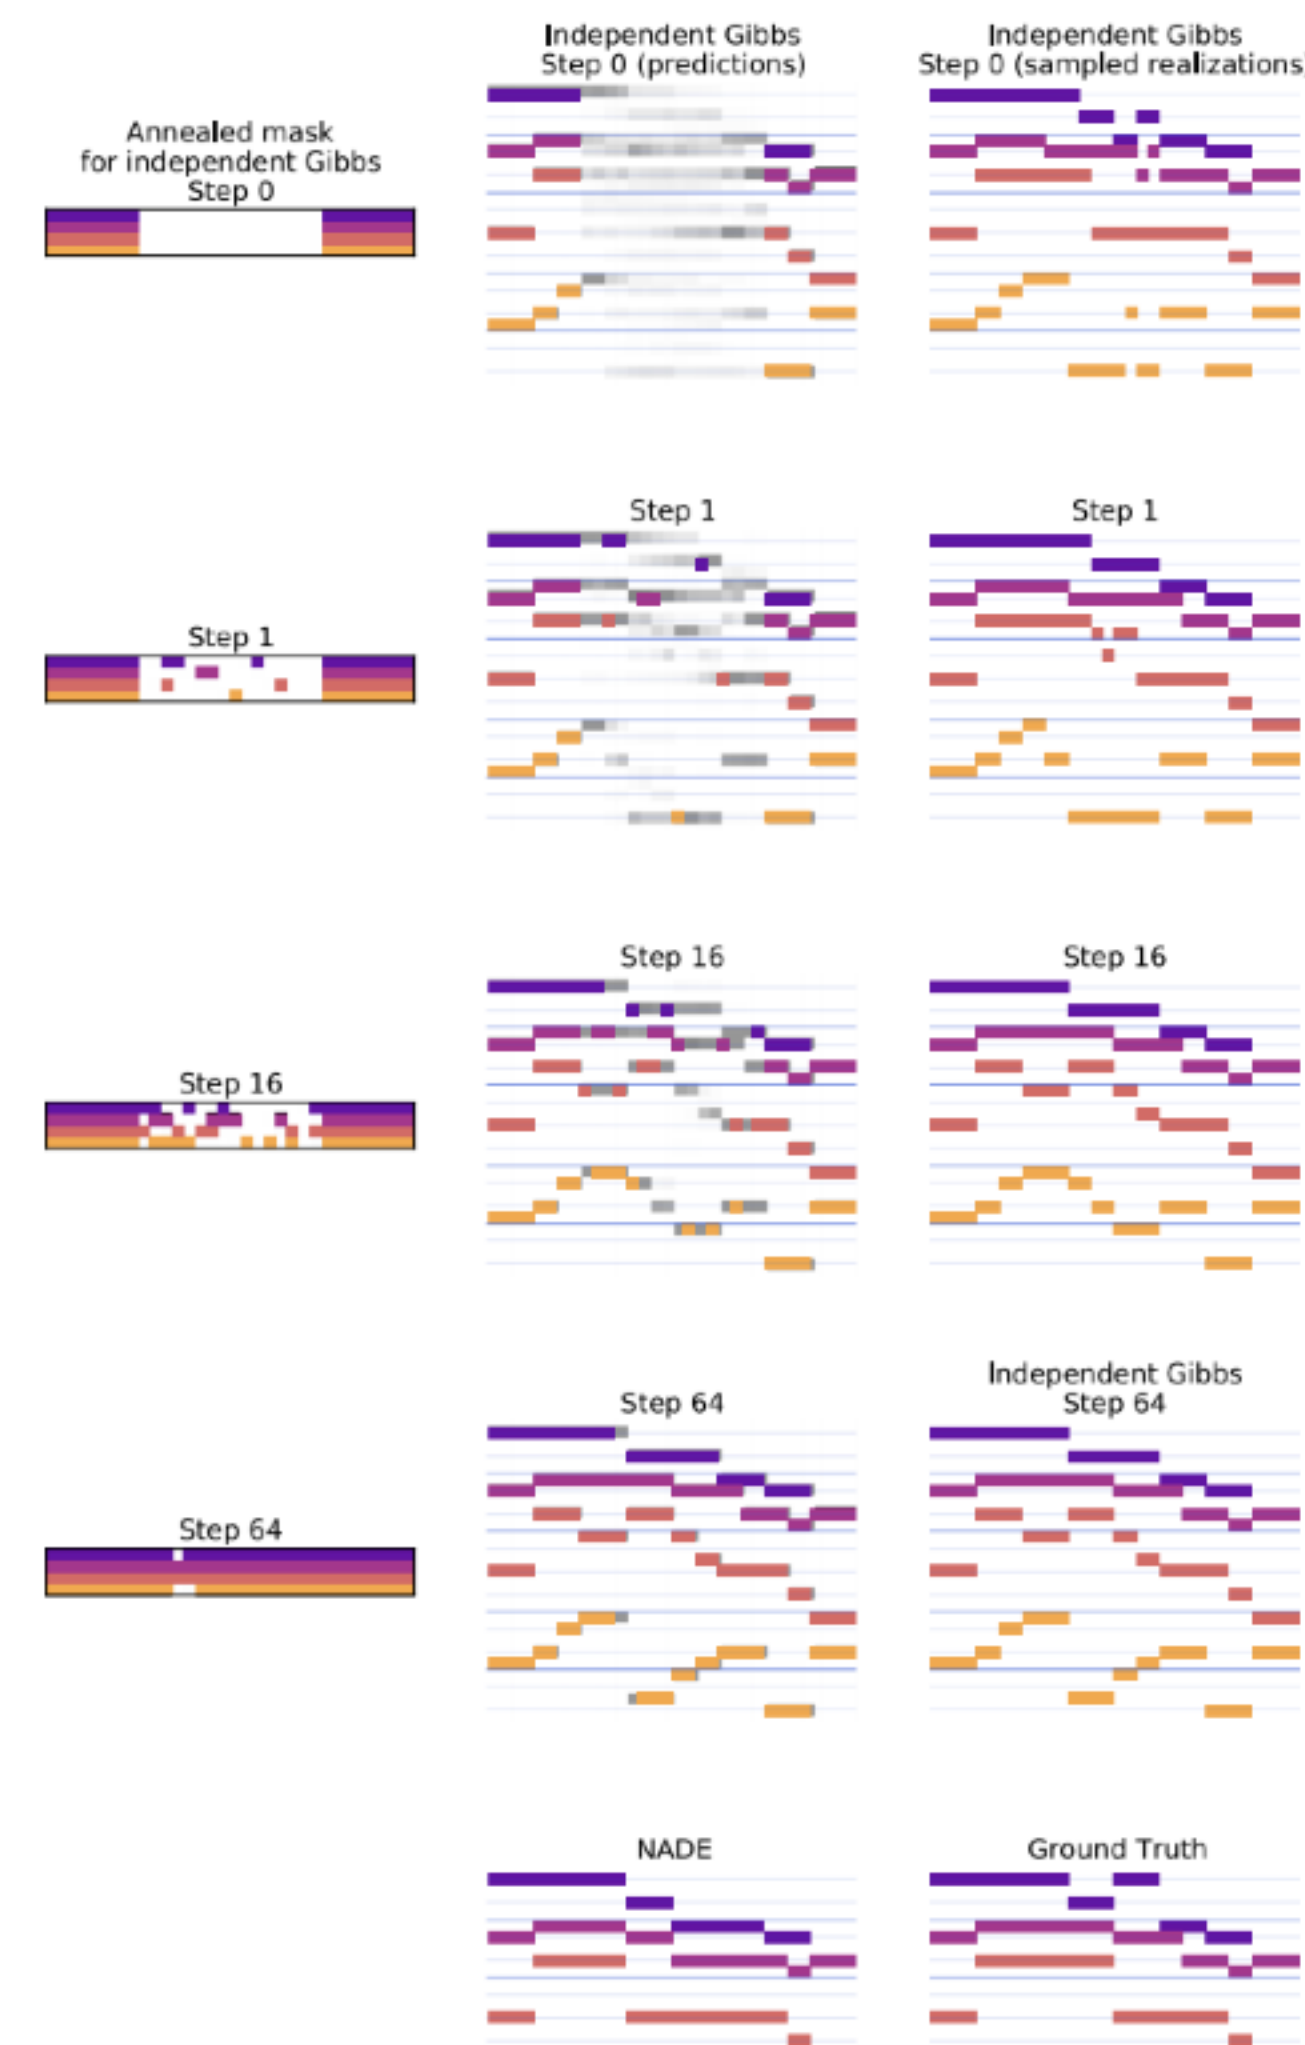 Independent Gibbs
Step 0 (predictions)
Independent Gibbs
Step 0 (sampled realizations)
Annealed mask
for independent Gibbs
Step 0
Step 1
Step 1
Step 1
Step 16
Step 16
Step 16
Step 64
Independent Gibbs
Step 64
Step 64
NADE
Ground Truth